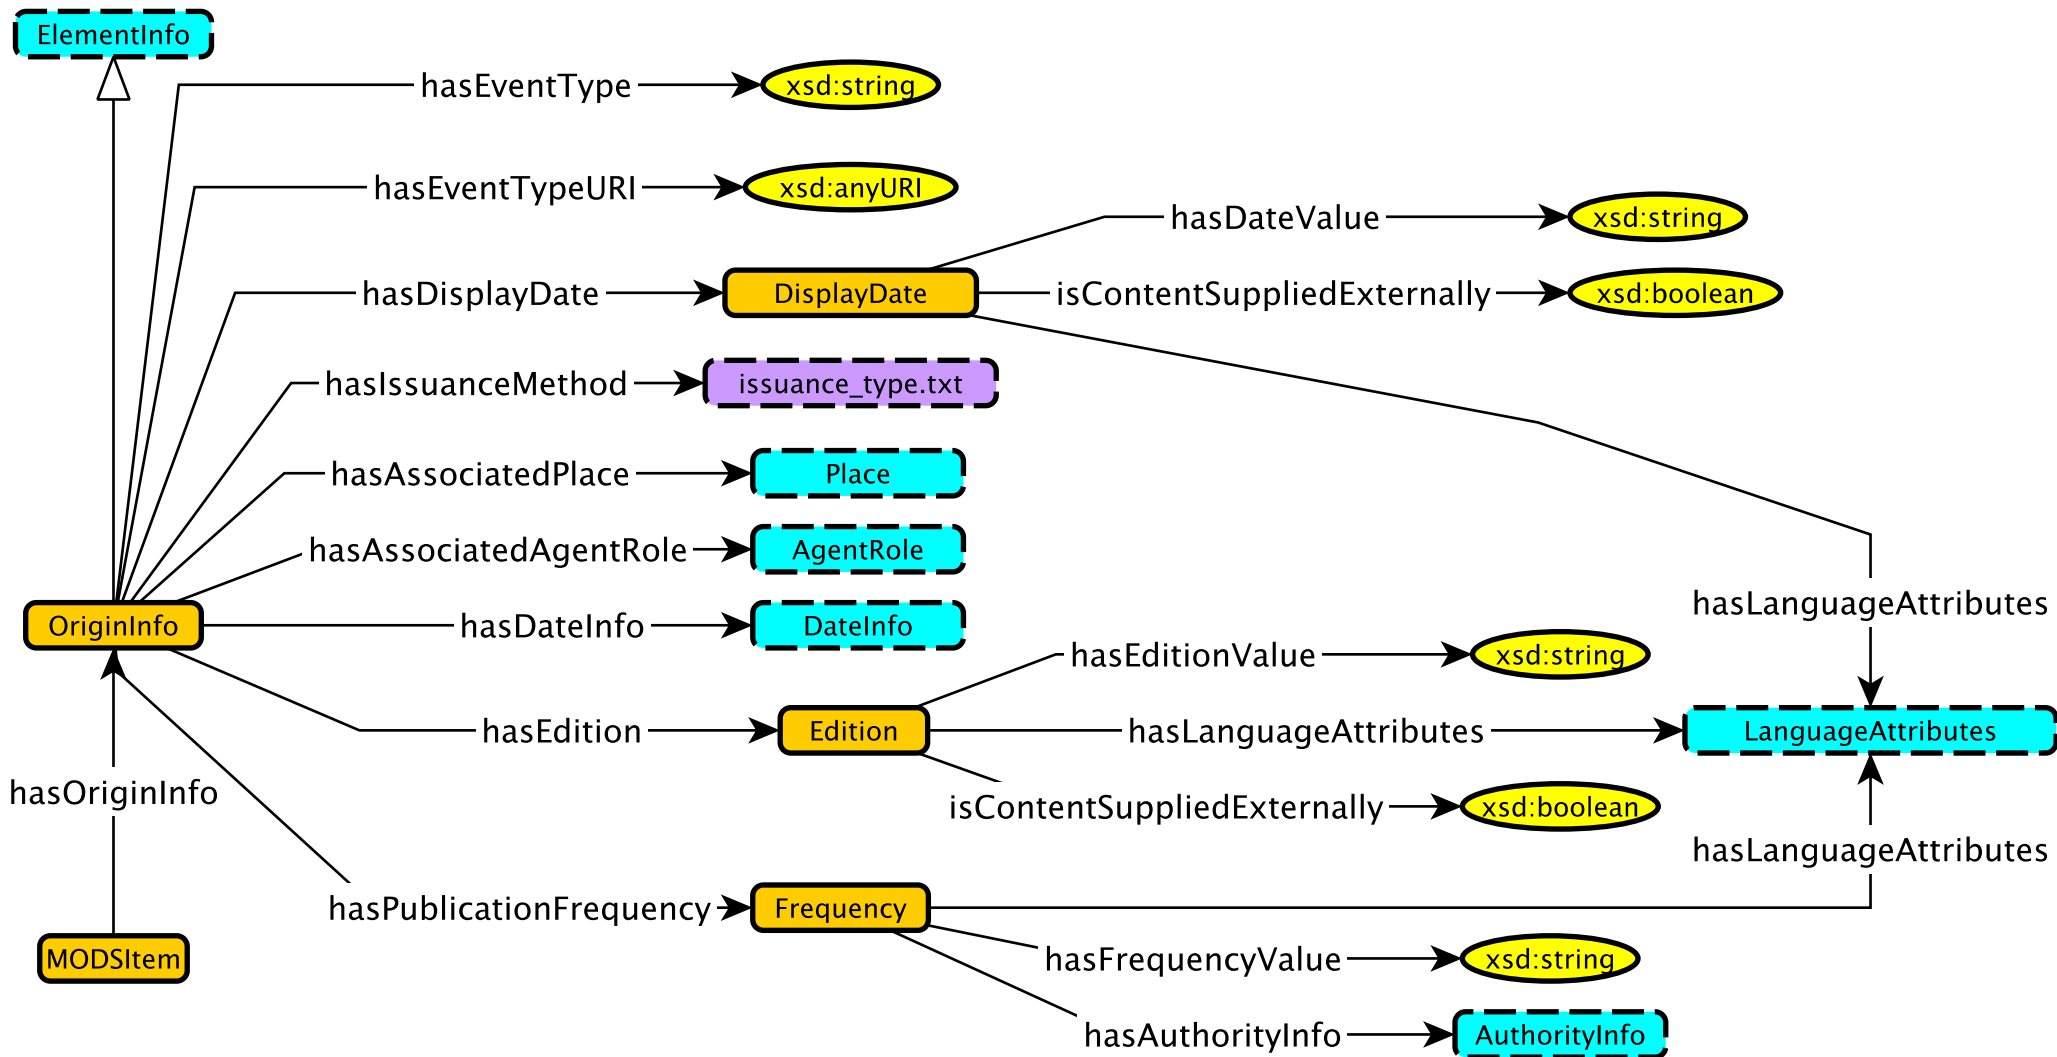 ElementInfo
hasEventType
xsd:string
hasEventTypeURI
xsd:anyURI
hasDateValue
xsd:string
hasDisplayDate
DisplayDate
isContentSuppliedExternally
xsd:boolean
hasIssuanceMethod
issuance_type.txt
hasAssociatedPlace
Place
hasAssociatedAgentRole
AgentRole
hasLanguageAttributes
OriginInfo
hasDateInfo
DateInfo
hasEditionValue
xsd:string
hasEdition
Edition
hasLanguageAttributes
LanguageAttributes
hasOriginInfo
isContentSuppliedExternally
xsd:boolean
hasLanguageAttributes
hasPublicationFrequency
Frequency
MODSItem
hasFrequencyValue
xsd:string
hasAuthorityInfo
AuthorityInfo